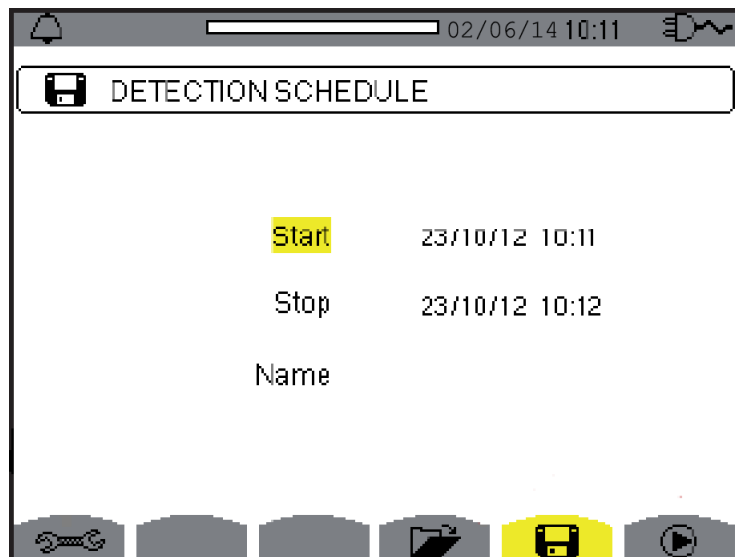 02/06/14 10:11
DETECTION SCHEDULE
Start 23/10/12 10:11
Stop 23/10/12 10:12
Name